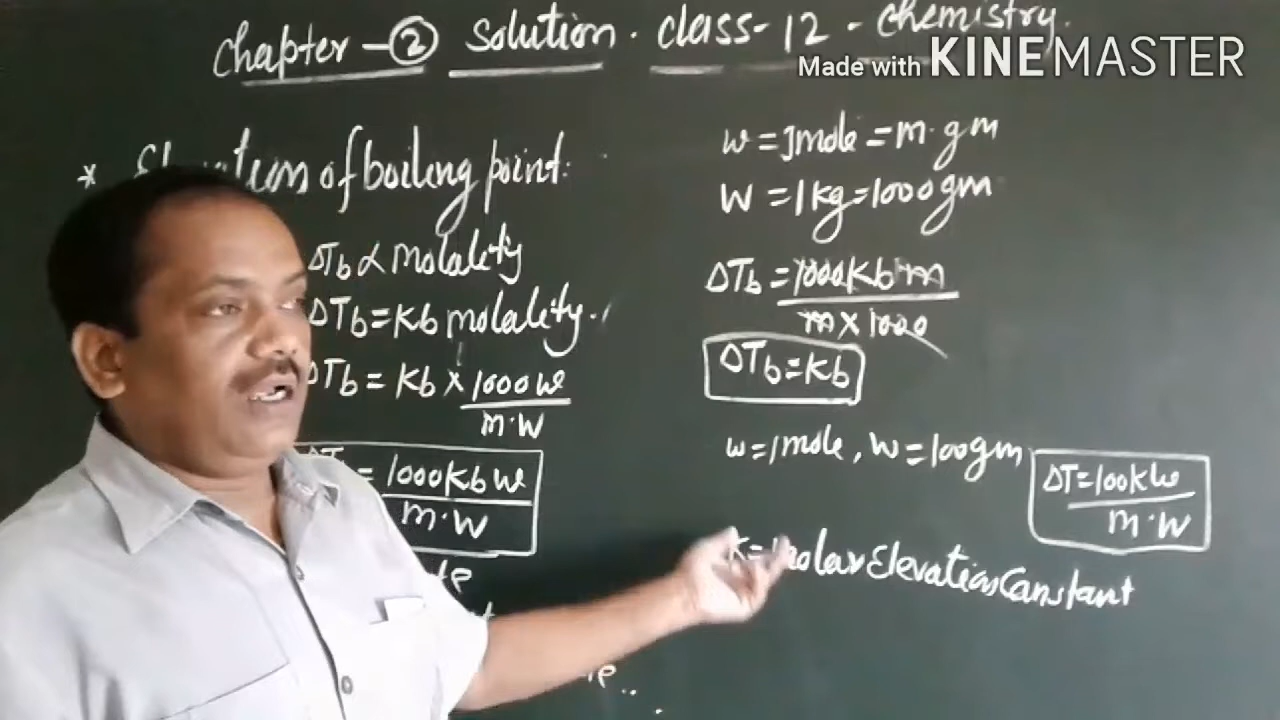 Chapter - 2 Solution. class-12. chemistry.
Made with KINEMASTER
* of boiling point:
ΔTb ∝ molality
ΔTb = Kb molality.
ΔTb = Kb × 1000w
m.W
= 1000Kbw
m.W
w = 1mole = m.gm
W = 1kg = 1000gm
ΔTb = 1000Kb m
m × 1000
ΔTb = Kb
w = 1mole, W = 100gm
ΔT = 100Kw
m.W
K = Molar Elevation Constant